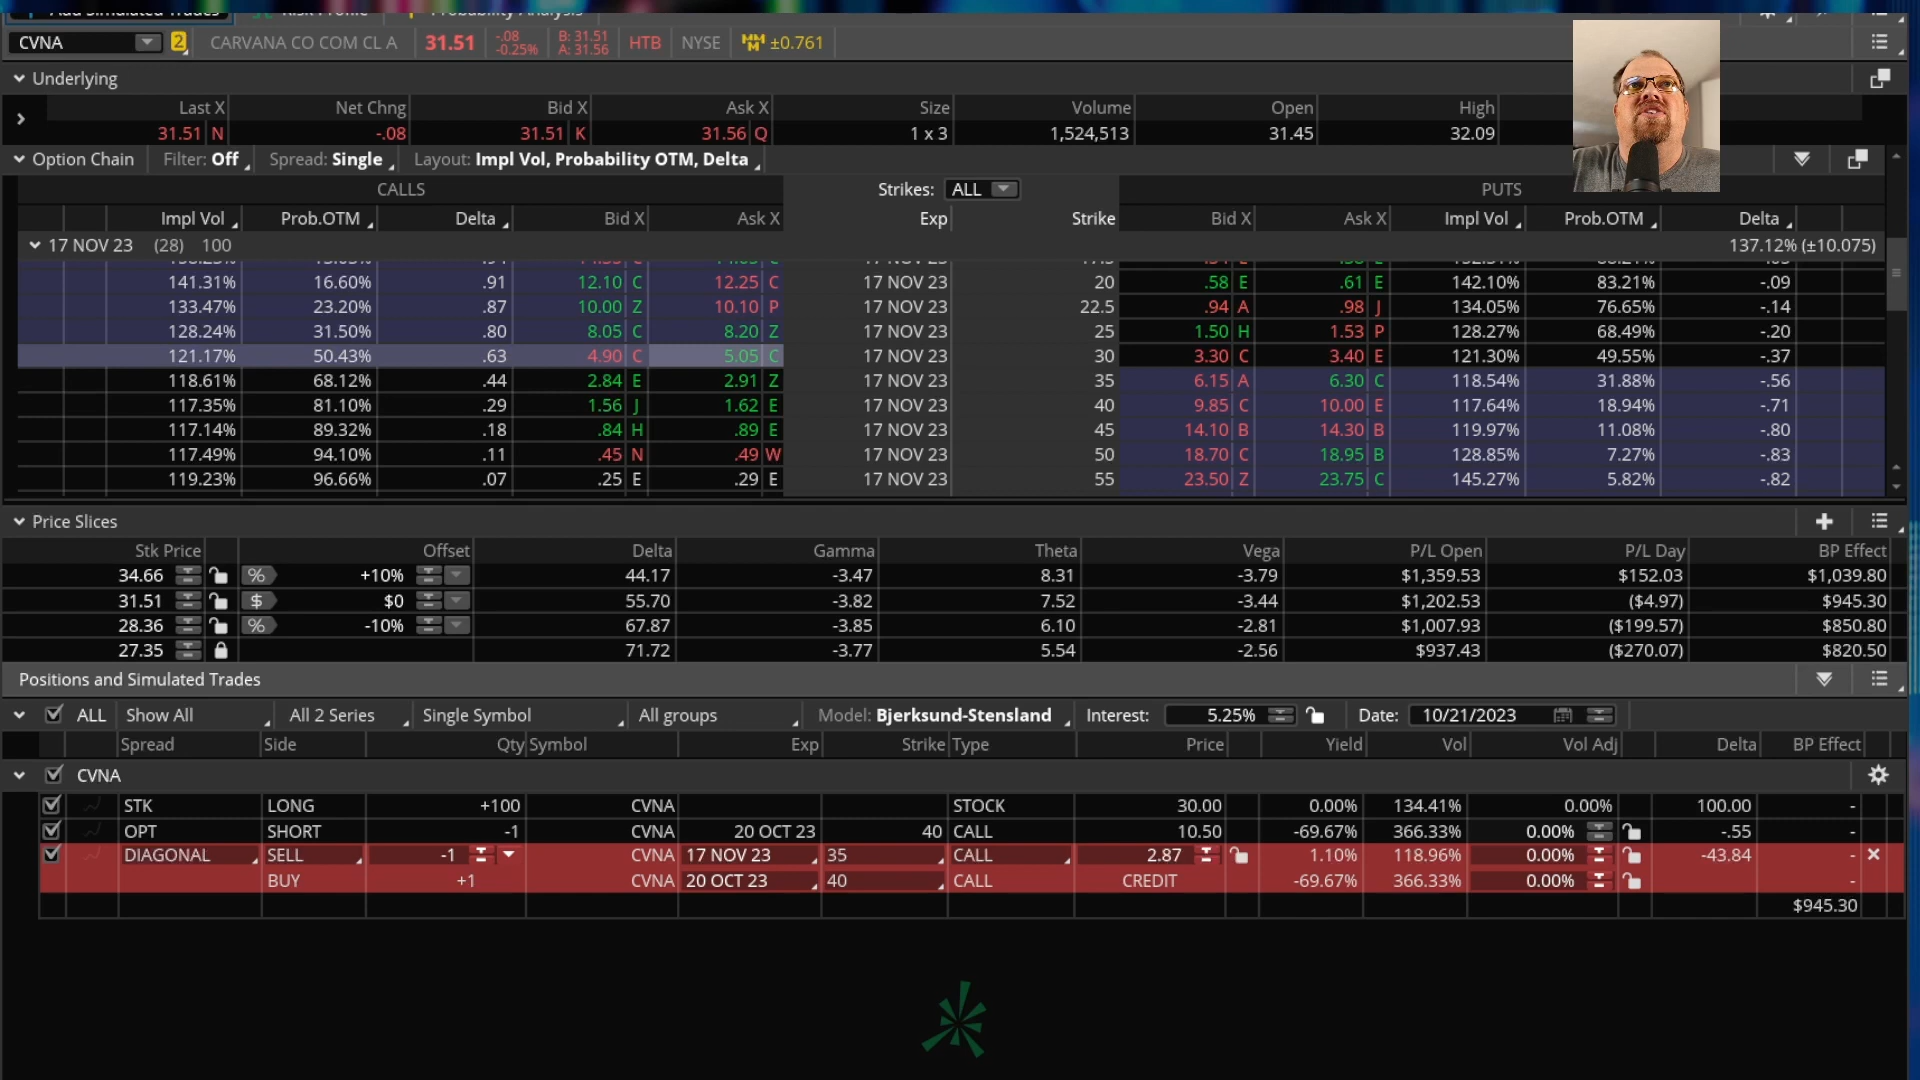 Add Simulated Trades Risk Profile Probability Analysis
CVNA 2 CARVANA CO COM CL A 31.51 -.08 -0.25% B: 31.51 A: 31.56 HTB NYSE ±0.761
Underlying
Last X Net Chng Bid X Ask X Size Volume Open High
31.51 N -.08 31.51 K 31.56 Q 1 x 3 1,524,513 31.45 32.09
Option Chain Filter: Off Spread: Single Layout: Impl Vol, Probability OTM, Delta
CALLS Strikes: ALL PUTS
Impl Vol Prob.OTM Delta Bid X Ask X Exp Strike Bid X Ask X Impl Vol Prob.OTM Delta
17 NOV 23 (28) 100 137.12% (±10.075)
141.31% 16.60% .91 12.10 C 12.25 C 17 NOV 23 20 .58 E .61 E 142.10% 83.21% -.09
133.47% 23.20% .87 10.00 Z 10.10 P 17 NOV 23 22.5 .94 A .98 J 134.05% 76.65% -.14
128.24% 31.50% .80 8.05 C 8.20 Z 17 NOV 23 25 1.50 H 1.53 P 128.27% 68.49% -.20
121.17% 50.43% .63 4.90 C 5.05 C 17 NOV 23 30 3.30 C 3.40 E 121.30% 49.55% -.37
118.61% 68.12% .44 2.84 E 2.91 Z 17 NOV 23 35 6.15 A 6.30 C 118.54% 31.88% -.56
117.35% 81.10% .29 1.56 J 1.62 E 17 NOV 23 40 9.85 C 10.00 E 117.64% 18.94% -.71
117.14% 89.32% .18 .84 H .89 E 17 NOV 23 45 14.10 B 14.30 B 119.97% 11.08% -.80
117.49% 94.10% .11 .45 N .49 W 17 NOV 23 50 18.70 C 18.95 B 128.85% 7.27% -.83
119.23% 96.66% .07 .25 E .29 E 17 NOV 23 55 23.50 Z 23.75 C 145.27% 5.82% -.82
Price Slices
Stk Price Offset Delta Gamma Theta Vega P/L Open P/L Day BP Effect
34.66 % +10% 44.17 -3.47 8.31 -3.79 $1,359.53 $152.03 $1,039.80
31.51 $ $0 55.70 -3.82 7.52 -3.44 $1,202.53 ($4.97) $945.30
28.36 % -10% 67.87 -3.85 6.10 -2.81 $1,007.93 ($199.57) $850.80
27.35 71.72 -3.77 5.54 -2.56 $937.43 ($270.07) $820.50
Positions and Simulated Trades
ALL Show All All 2 Series Single Symbol All groups Model: Bjerksund-Stensland Interest: 5.25% Date: 10/21/2023
Spread Side Qty Symbol Exp Strike Type Price Yield Vol Vol Adj Delta BP Effect
CVNA
STK LONG +100 CVNA STOCK 30.00 0.00% 134.41% 0.00% 100.00 -
OPT SHORT -1 CVNA 20 OCT 23 40 CALL 10.50 -69.67% 366.33% 0.00% -.55 -
DIAGONAL SELL -1 CVNA 17 NOV 23 35 CALL 2.87 1.10% 118.96% 0.00% -43.84 -
BUY +1 CVNA 20 OCT 23 40 CALL CREDIT -69.67% 366.33% 0.00% -
$945.30